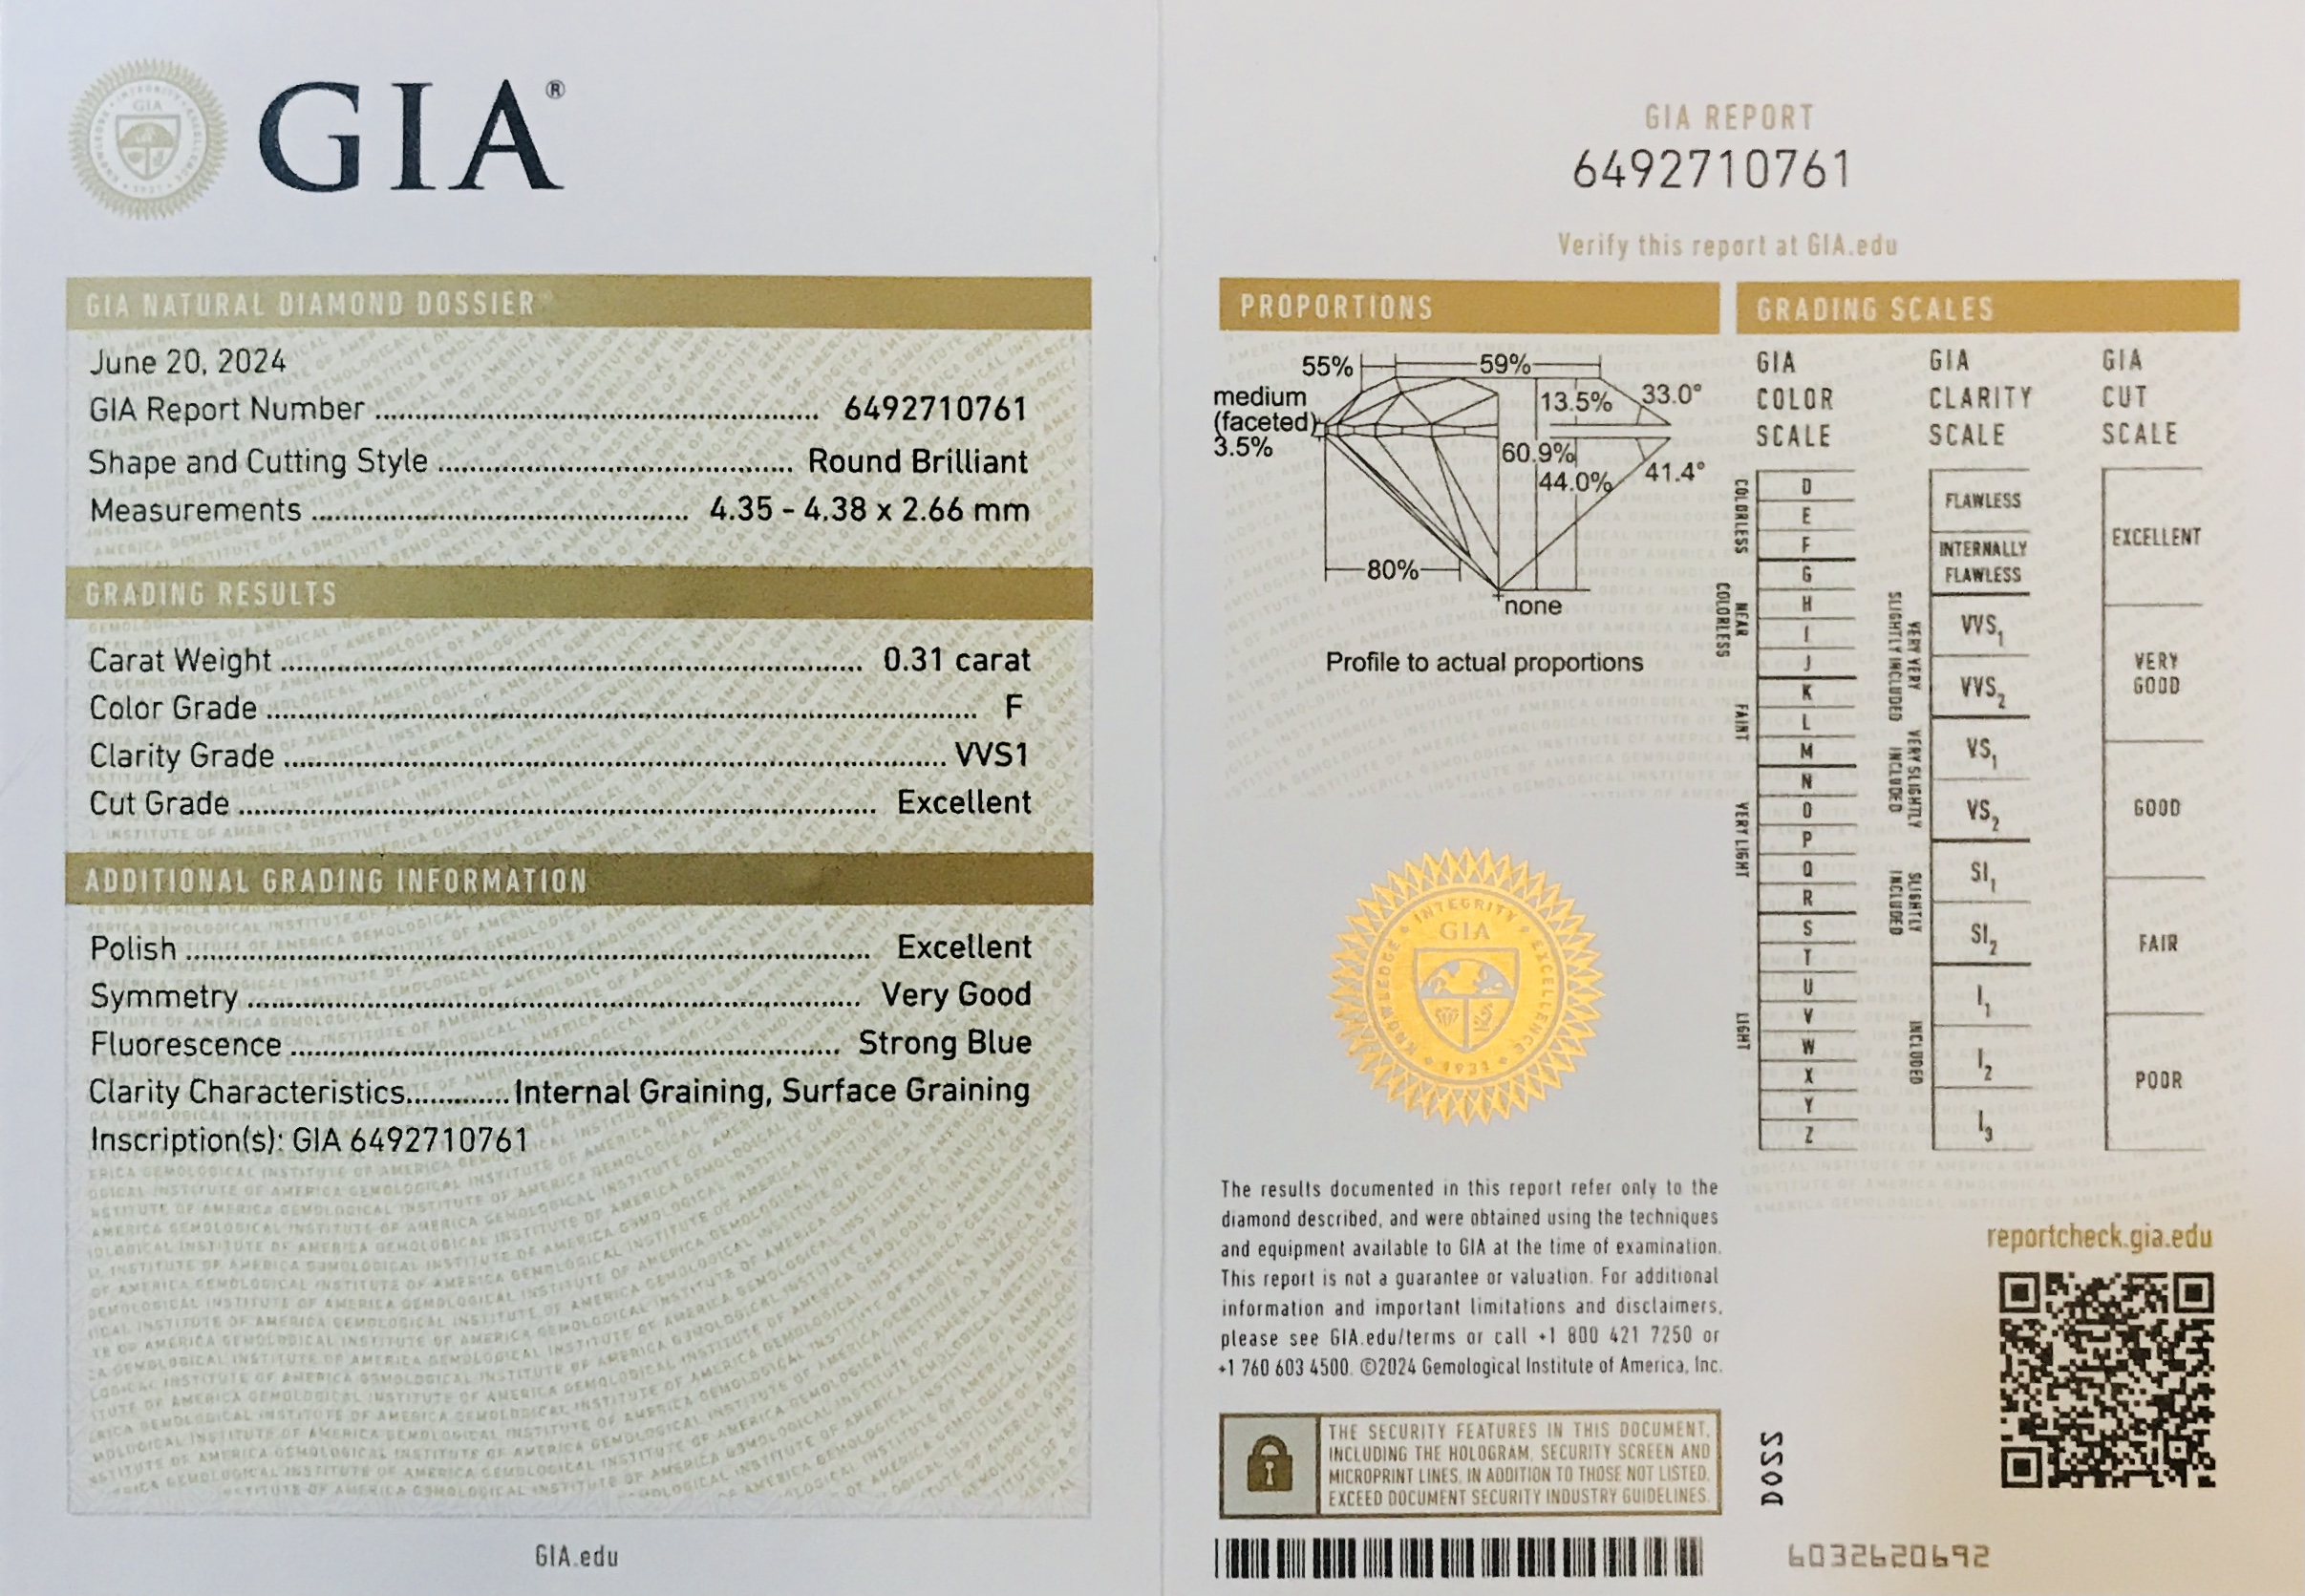 GIA®
GIA NATURAL DIAMOND DOSSIER®
June 20, 2024
GIA Report Number ........ 6492710761
Shape and Cutting Style ........ Round Brilliant
Measurements ........ 4.35 - 4.38 x 2.66 mm
GRADING RESULTS
Carat Weight ........ 0.31 carat
Color Grade ........ F
Clarity Grade ........ VVS1
Cut Grade ........ Excellent
ADDITIONAL GRADING INFORMATION
Polish ........ Excellent
Symmetry ........ Very Good
Fluorescence ........ Strong Blue
Clarity Characteristics ........ Internal Graining, Surface Graining
Inscription(s): GIA 6492710761
GIA.edu
GIA REPORT
6492710761
Verify this report at GIA.edu
PROPORTIONS
55%
59%
medium
(faceted)
3.5%
13.5%
33.0°
60.9%
44.0%
41.4°
80%
none
Profile to actual proportions
INTEGRITY
GIA
KNOWLEDGE
EXCELLENCE
1931
The results documented in this report refer only to the
diamond described, and were obtained using the techniques
and equipment available to GIA at the time of examination.
This report is not a guarantee or valuation. For additional
information and important limitations and disclaimers,
please see GIA.edu/terms or call +1 800 421 7250 or
+1 760 603 4500. ©2024 Gemological Institute of America, Inc.
THE SECURITY FEATURES IN THIS DOCUMENT,
INCLUDING THE HOLOGRAM, SECURITY SCREEN AND
MICROPRINT LINES, IN ADDITION TO THOSE NOT LISTED,
EXCEED DOCUMENT SECURITY INDUSTRY GUIDELINES.
GRADING SCALES
GIA
COLOR
SCALE
COLORLESS
D
E
F
NEAR
COLORLESS
G
H
I
J
FAINT
K
L
M
VERY LIGHT
N
O
P
Q
R
LIGHT
S
T
U
V
W
X
Y
Z
GIA
CLARITY
SCALE
FLAWLESS
INTERNALLY
FLAWLESS
VERY VERY
SLIGHTLY INCLUDED
VVS1
VVS2
VERY SLIGHTLY
INCLUDED
VS1
VS2
SLIGHTLY
INCLUDED
SI1
SI2
INCLUDED
I1
I2
I3
GIA
CUT
SCALE
EXCELLENT
VERY
GOOD
GOOD
FAIR
POOR
reportcheck.gia.edu
6032620692